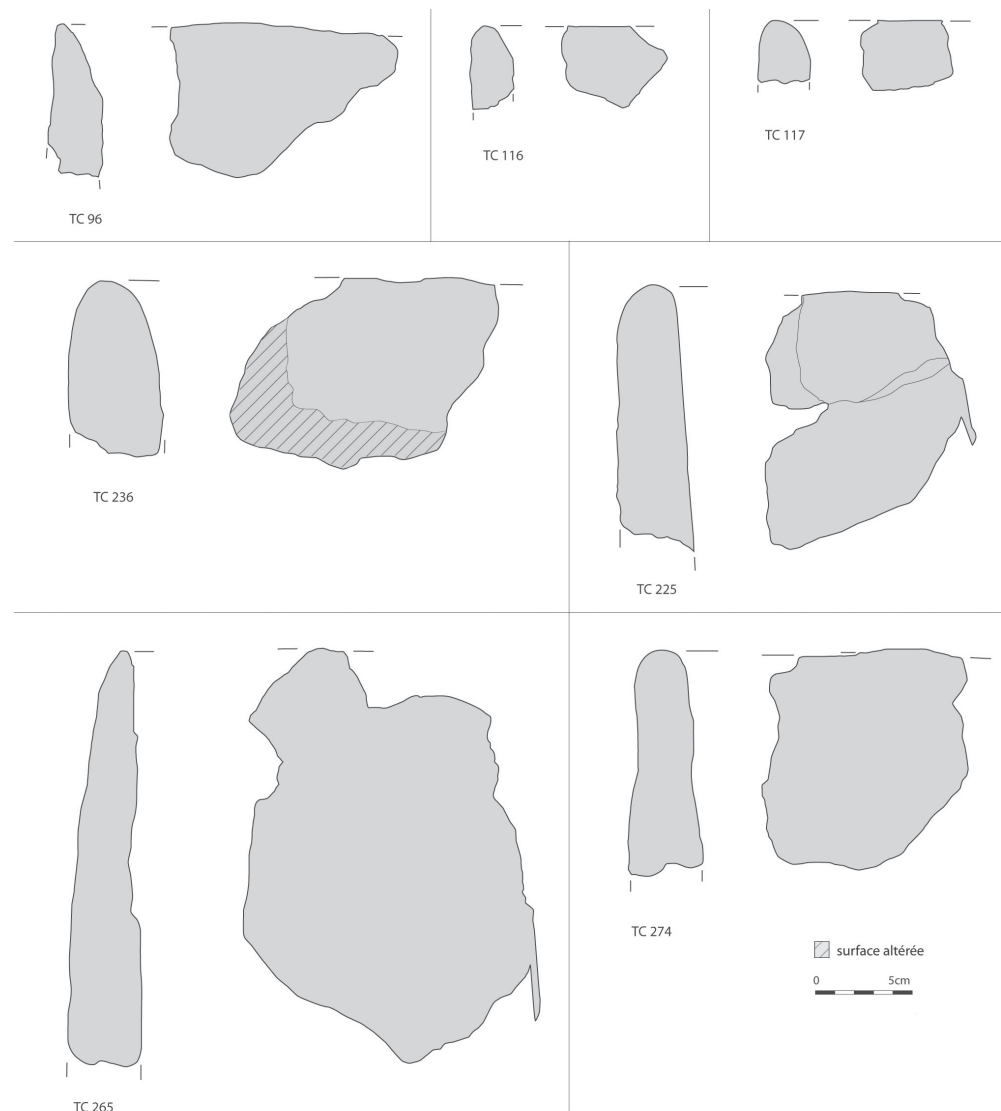 TC 96
TC 116
TC 117
TC 236
TC 225
TC 265
TC 274
surface altérée
0 5cm